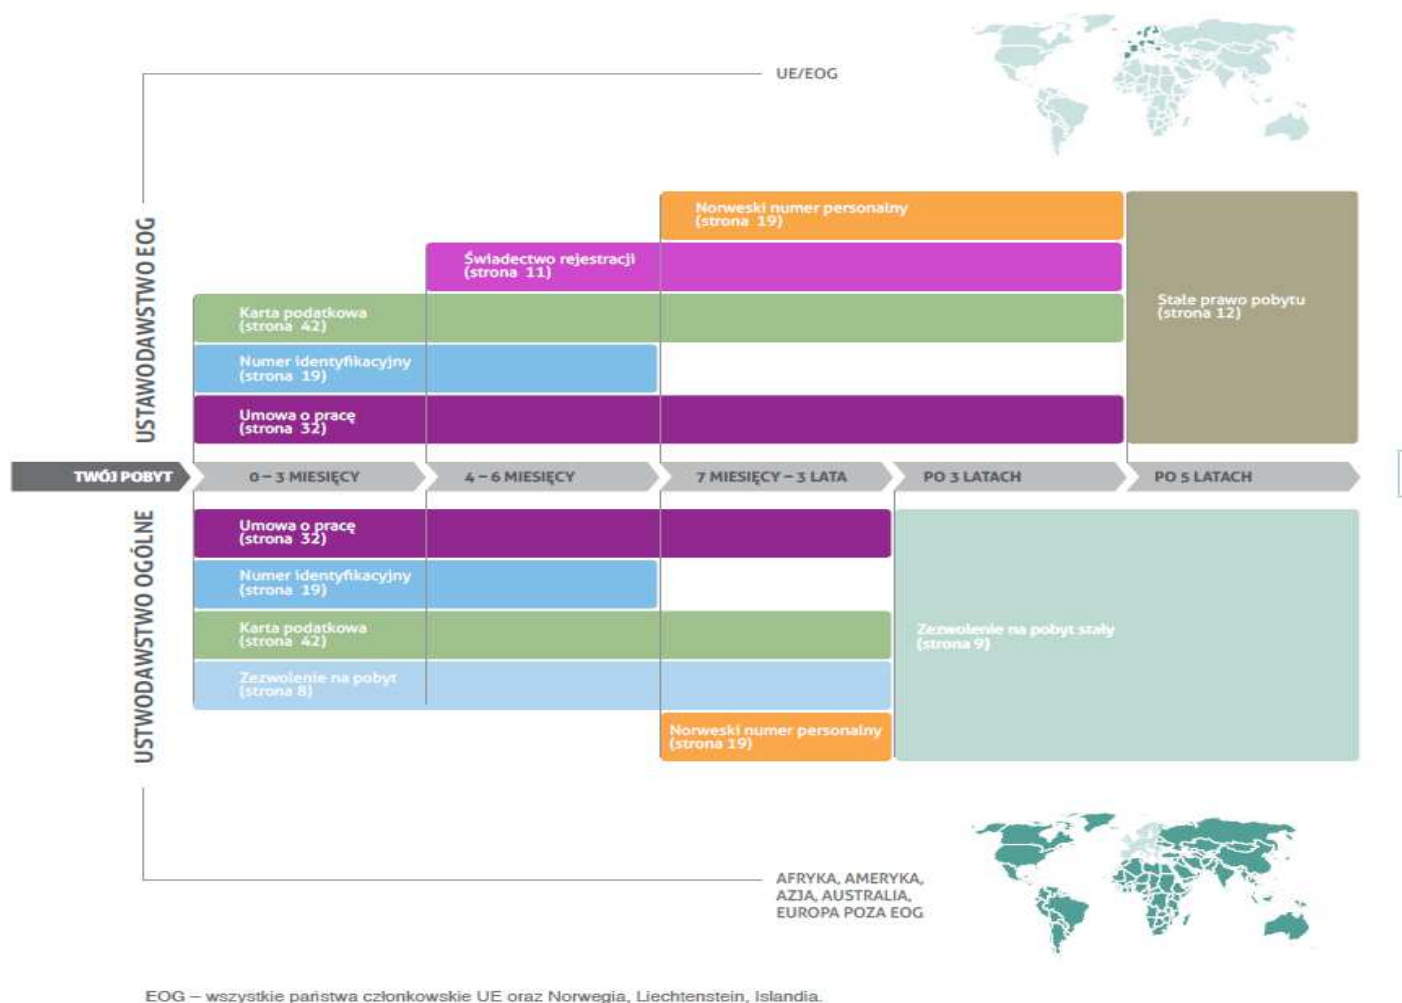 UE/EOG
USTAWODAWSTWO EOG
Norweski numer personalny
(strona 19)
Świadectwo rejestracji
(strona 11)
Karta podatkowa
(strona 42)
Stałe prawo pobytu
(strona 12)
Numer identyfikacyjny
(strona 19)
Umowa o pracę
(strona 32)
TWÓJ POBYT
0 – 3 MIESIĘCY
4 – 6 MIESIĘCY
7 MIESIĘCY – 3 LATA
PO 3 LATACH
PO 5 LATACH
USTWODAWSTWO OGÓLNE
Umowa o pracę
(strona 32)
Numer identyfikacyjny
(strona 19)
Karta podatkowa
(strona 42)
Zezwolenie na pobyt stały
(strona 9)
Zezwolenie na pobyt
(strona 8)
Norweski numer personalny
(strona 19)
AFRYKA, AMERYKA,
AZJA, AUSTRALIA,
EUROPA POZA EOG
EOG – wszystkie państwa członkowskie UE oraz Norwegia, Liechtenstein, Islandia.